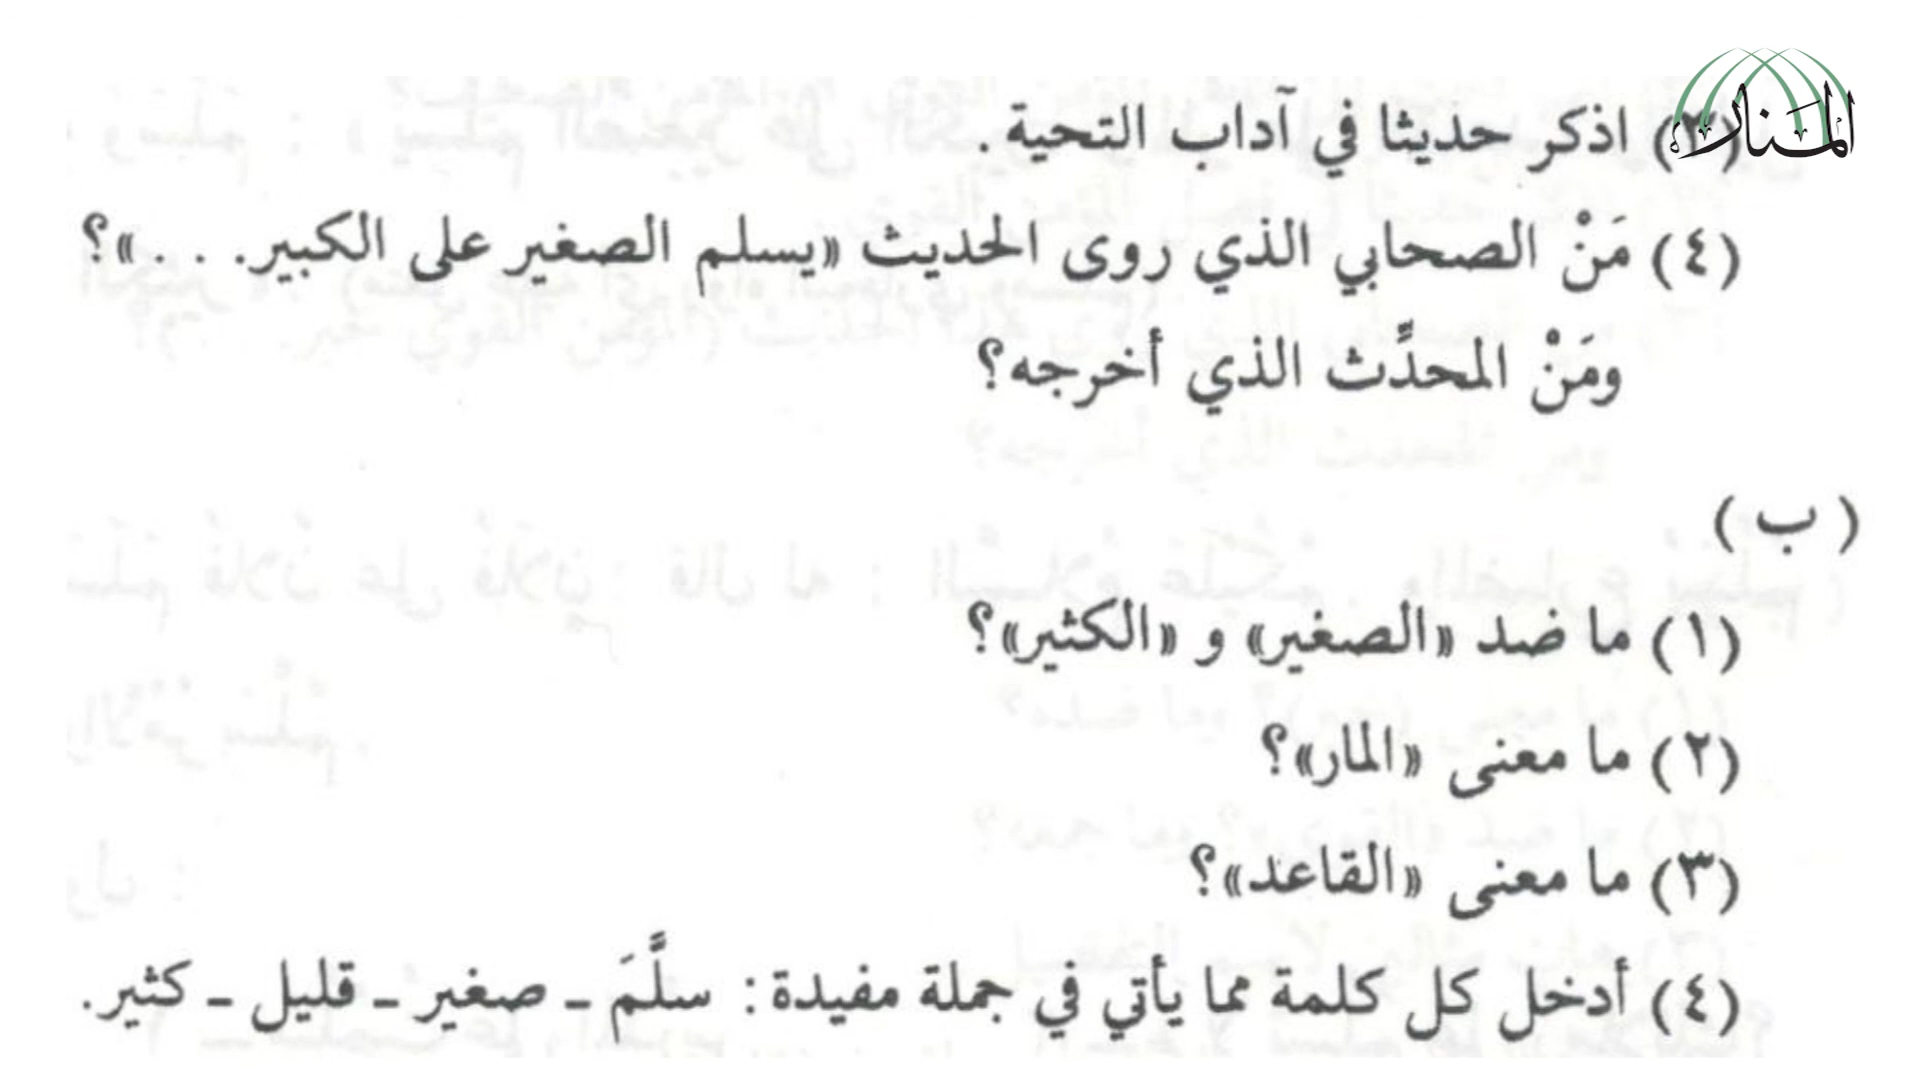 المنار
(٣) اذكر حديثا في آداب التحية.
(٤) مَنْ الصحابي الذي روى الحديث «يسلم الصغير على الكبير. . . .»؟
ومَنْ المحدِّث الذي أخرجه؟
( ب )
(١) ما ضد «الصغير» و «الكثير»؟
(٢) ما معنى «المار»؟
(٣) ما معنى «القاعد»؟
(٤) أدخل كل كلمة مما يأتي في جملة مفيدة: سلَّمَ ـ صغير ـ قليل ـ كثير.